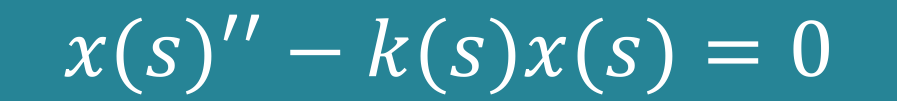 x(s)′′ − k(s)x(s) = 0